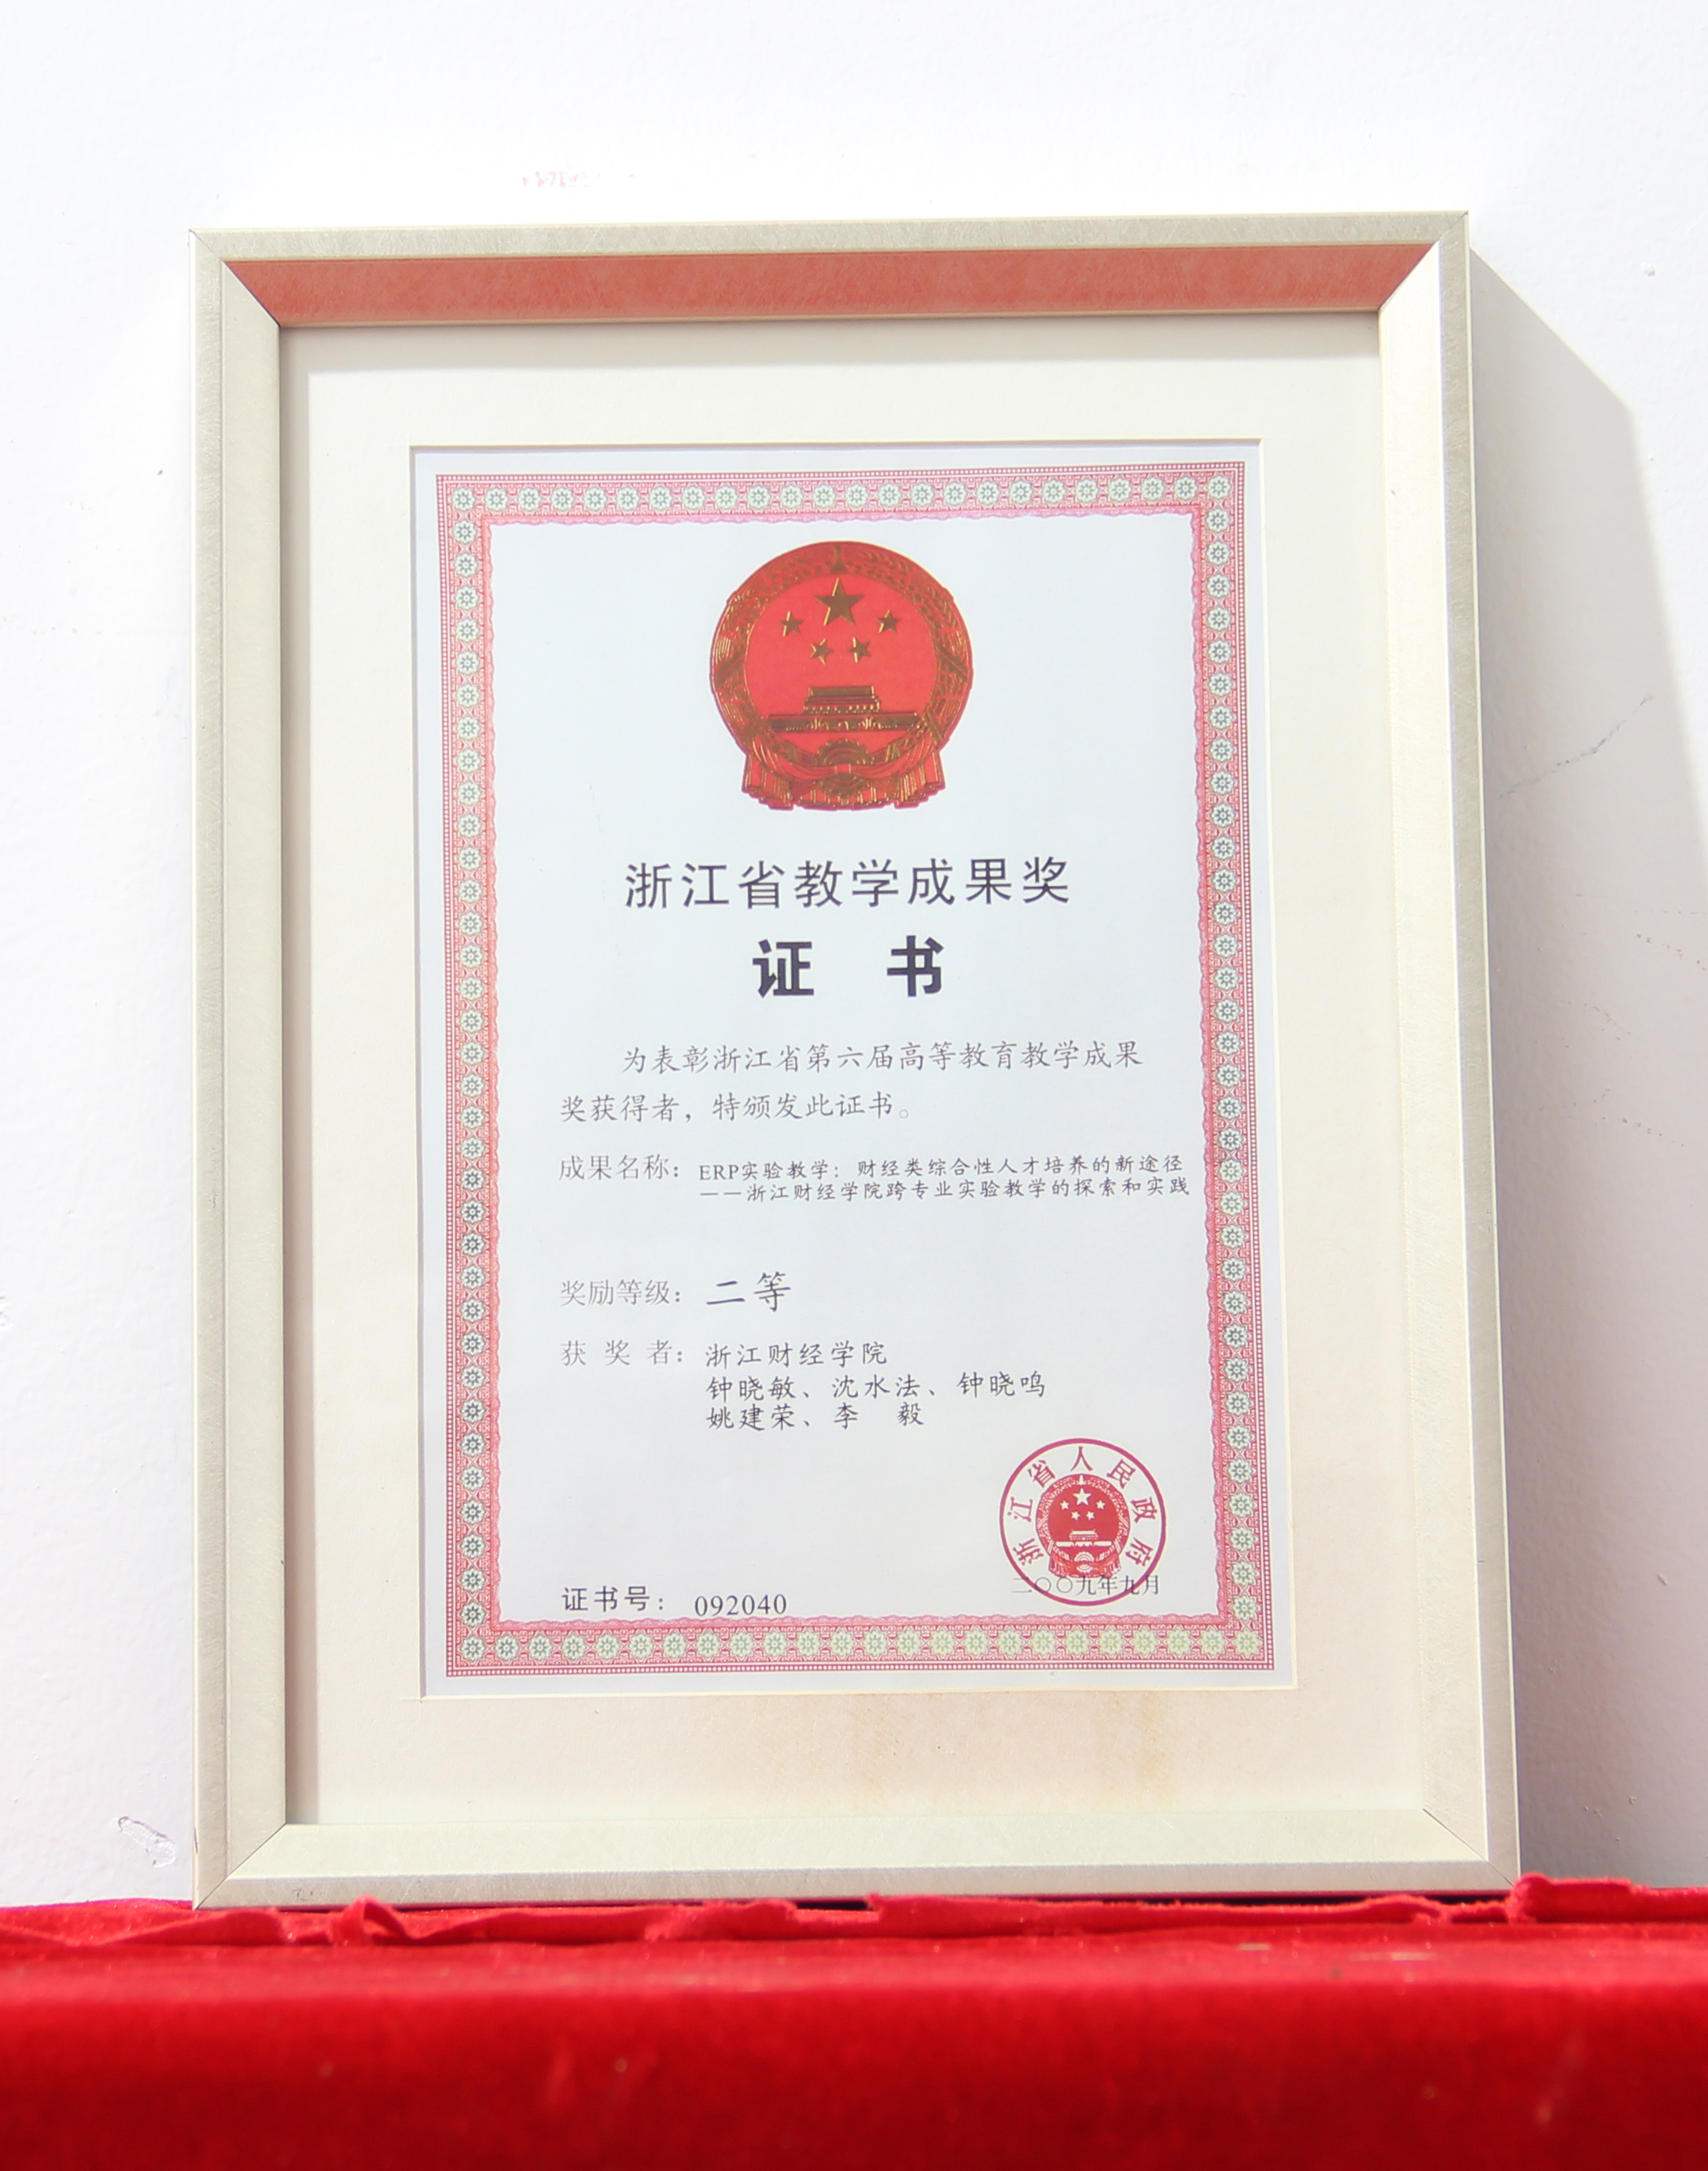 浙江省教学成果奖
证 书
为表彰浙江省第六届高等教育教学成果
奖获得者，特颁发此证书。
成果名称：ERP实验教学：财经类综合性人才培养的新途径
——浙江财经学院跨专业实验教学的探索和实践
奖励等级：二等
获 奖 者：浙江财经学院
钟晓敏、沈水法、钟晓鸣
姚建荣、李 毅
浙江省人民政府
二〇〇九年九月
证书号：092040